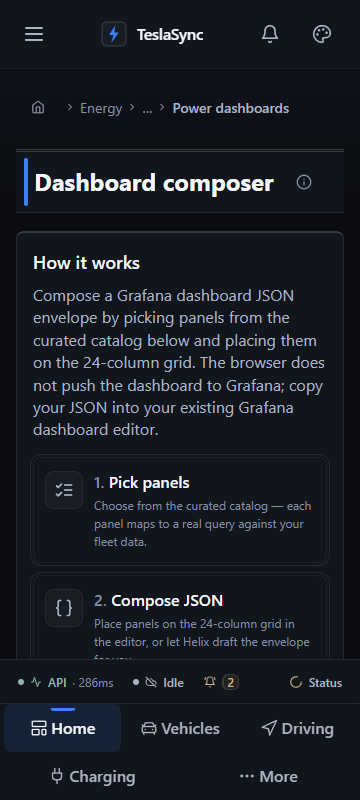 TeslaSync
Energy ... Power dashboards
Dashboard composer
How it works
Compose a Grafana dashboard JSON
envelope by picking panels from the
curated catalog below and placing them
on the 24-column grid. The browser does
not push the dashboard to Grafana; copy
your JSON into your existing Grafana
dashboard editor.
1. Pick panels
Choose from the curated catalog — each
panel maps to a real query against your
fleet data.
2. Compose JSON
Place panels on the 24-column grid in
the editor, or let Helix draft the envelope
for you.
API · 286ms Idle 2 Status
Home Vehicles Driving
Charging More